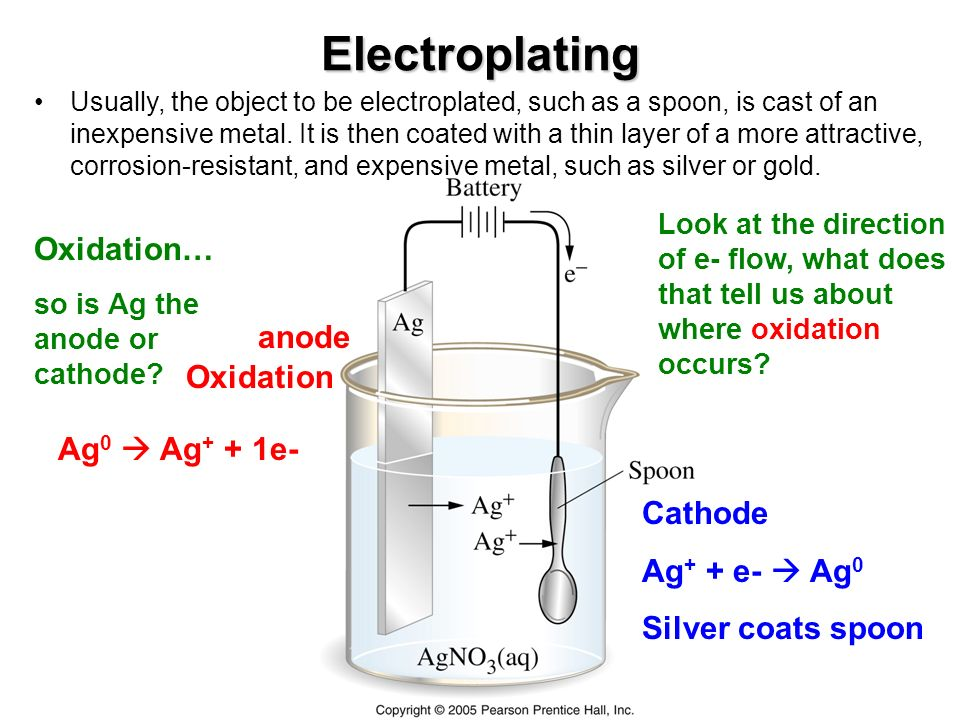 Electroplating
• Usually, the object to be electroplated, such as a spoon, is cast of an
inexpensive metal. It is then coated with a thin layer of a more attractive,
corrosion-resistant, and expensive metal, such as silver or gold.
Battery
e⁻
Oxidation…
so is Ag the
anode or
cathode?
anode
Oxidation
Ag⁰ → Ag⁺ + 1e-
Look at the direction
of e- flow, what does
that tell us about
where oxidation
occurs?
Ag
Spoon
Ag⁺
Ag⁺
AgNO₃(aq)
Cathode
Ag⁺ + e- → Ag⁰
Silver coats spoon
Copyright © 2005 Pearson Prentice Hall, Inc.